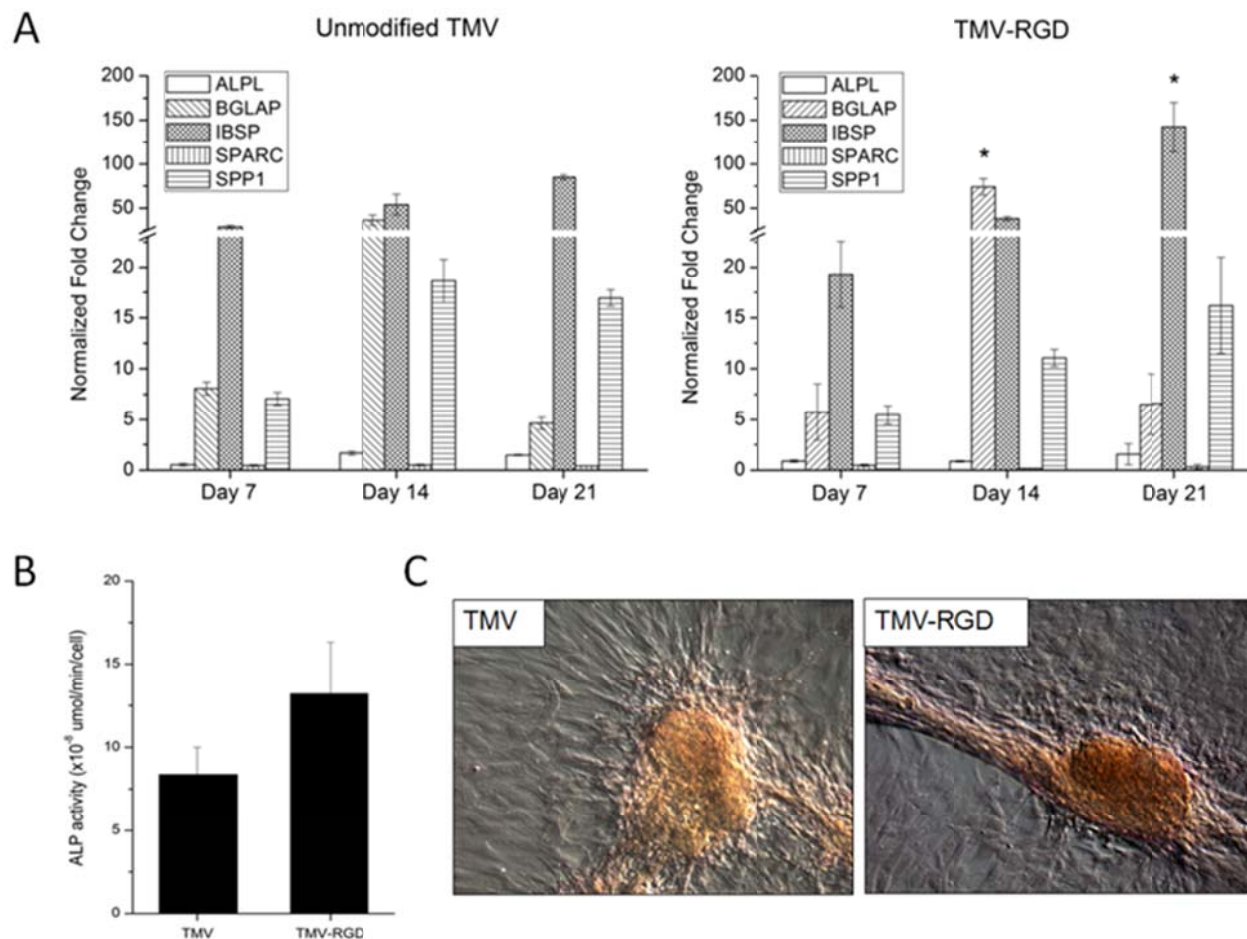 A
Unmodified TMV
TMV-RGD
Normalized Fold Change
200
150
100
50
20
15
10
5
0
ALPL
BGLAP
IBSP
SPARC
SPP1
Day 7
Day 14
Day 21
Normalized Fold Change
200
150
100
50
20
15
10
5
0
ALPL
BGLAP
IBSP
SPARC
SPP1
*
*
Day 7
Day 14
Day 21
B
ALP activity (x10⁻⁸ umol/min/cell)
20
15
10
5
0
TMV
TMV-RGD
C
TMV
TMV-RGD